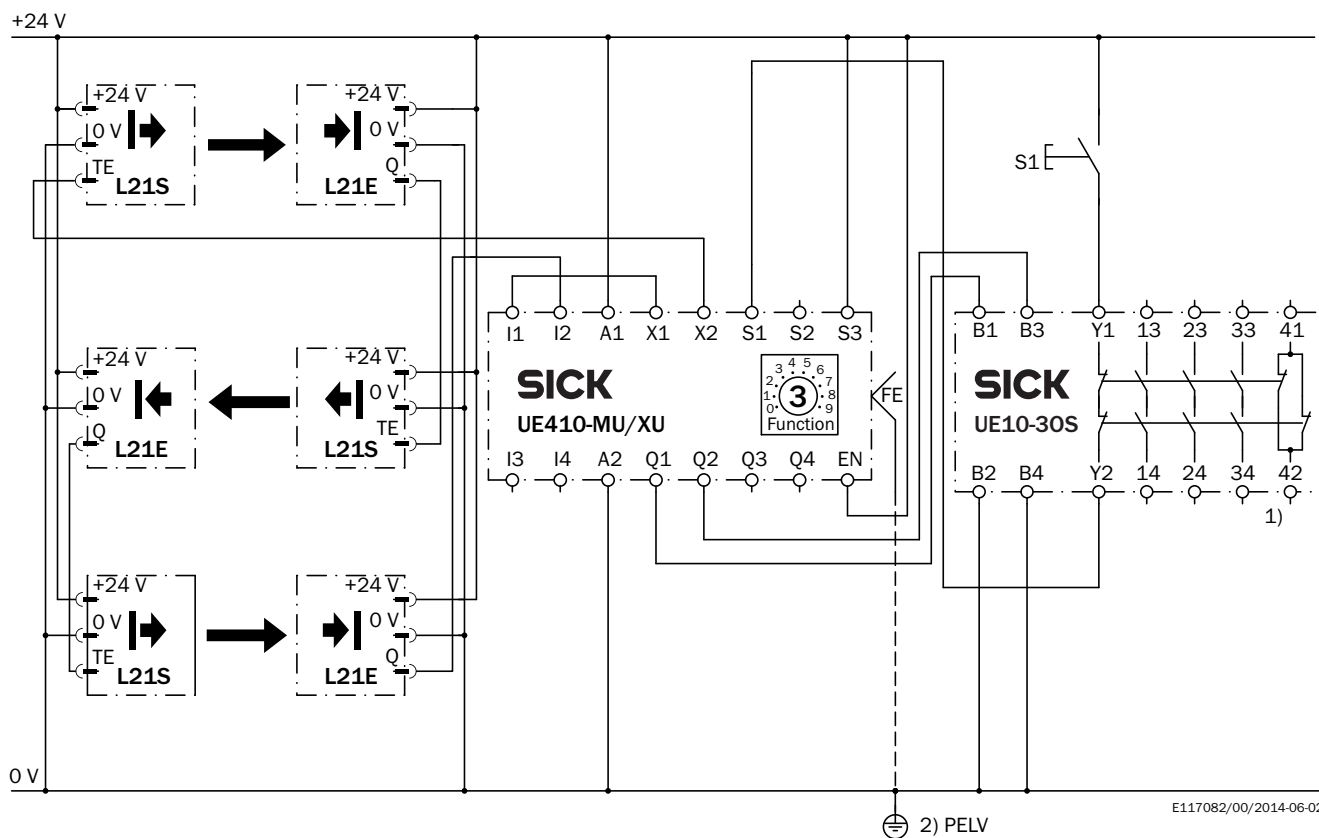 +24 V
+24 V
0 V
TE
L21S
+24 V
0 V
Q
L21E
S1
+24 V
0 V
Q
L21E
+24 V
0 V
TE
L21S
+24 V
0 V
TE
L21S
+24 V
0 V
Q
L21E
I1 I2 A1 X1 X2 S1 S2 S3
SICK
UE410-MU/XU
0 1 2 3 4 5 6 7 8 9
3
Function
FE
I3 I4 A2 Q1 Q2 Q3 Q4 EN
B1 B3 Y1 13 23 33 41
SICK
UE10-30S
B2 B4 Y2 14 24 34 42
1)
0 V
E117082/00/2014-06-02
2) PELV